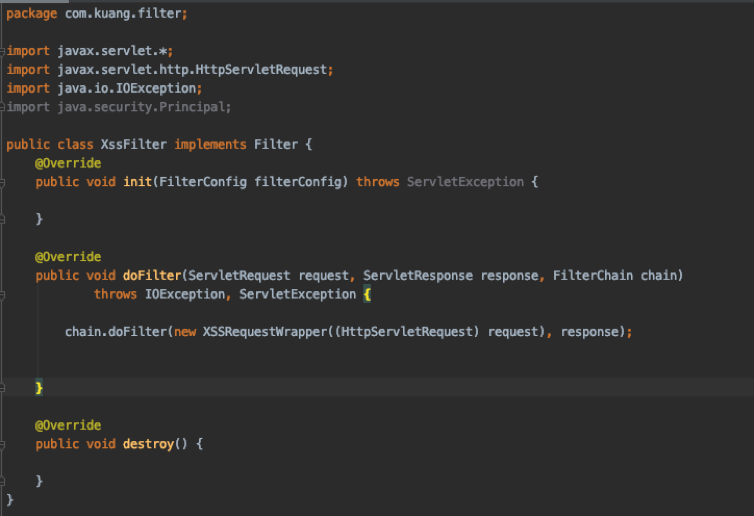 package com.kuang.filter;
import javax.servlet.*;
import javax.servlet.http.HttpServletRequest;
import java.io.IOException;
import java.security.Principal;
public class XssFilter implements Filter {
@Override
public void init(FilterConfig filterConfig) throws ServletException {
}
@Override
public void doFilter(ServletRequest request, ServletResponse response, FilterChain chain)
throws IOException, ServletException {
chain.doFilter(new XSSRequestWrapper((HttpServletRequest) request), response);
}
@Override
public void destroy() {
}
}